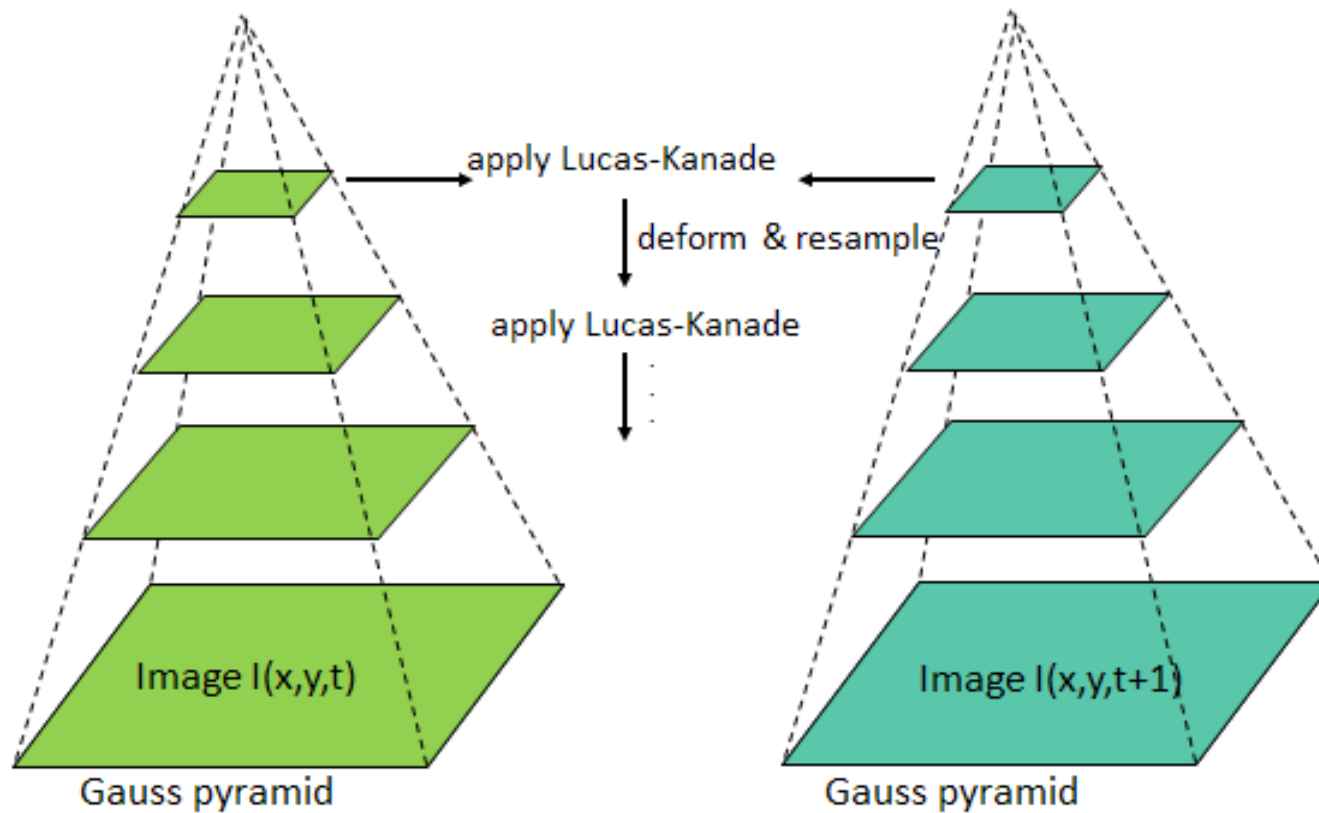 apply Lucas-Kanade
deform & resample
apply Lucas-Kanade
.
.
.
Image I(x,y,t)
Image I(x,y,t+1)
Gauss pyramid
Gauss pyramid